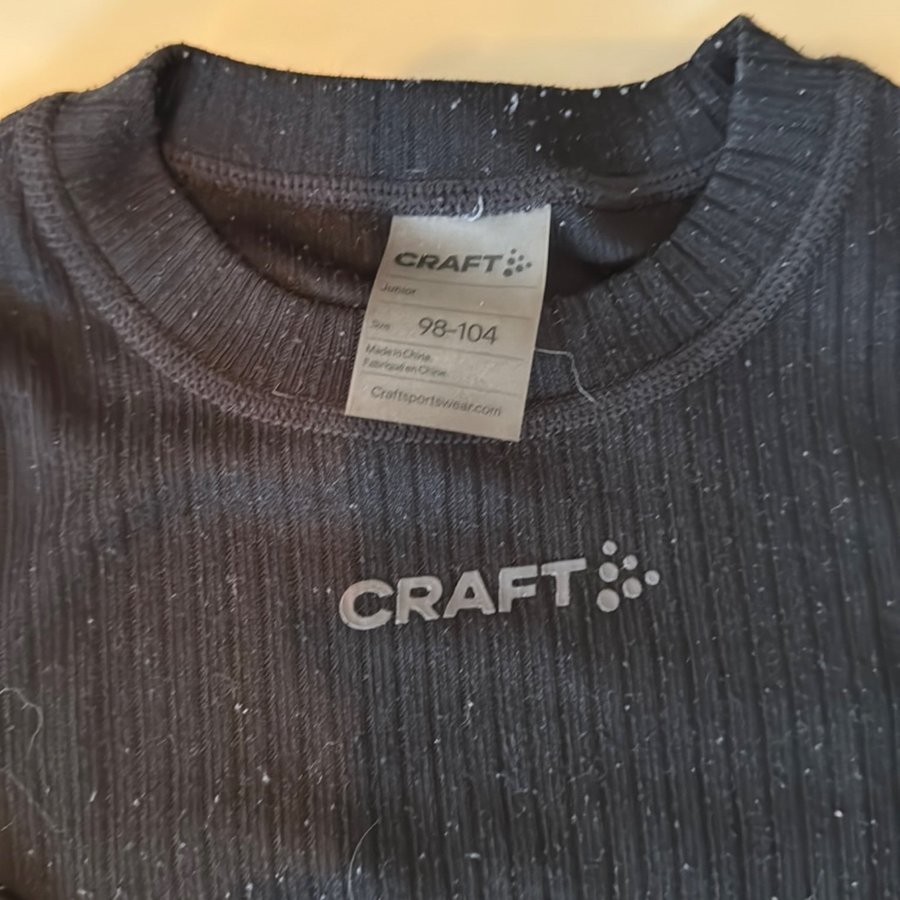 CRAFT
Junior
Size 98-104
Made in China.
Fabriqué en Chine.
Craftsportswear.com
CRAFT